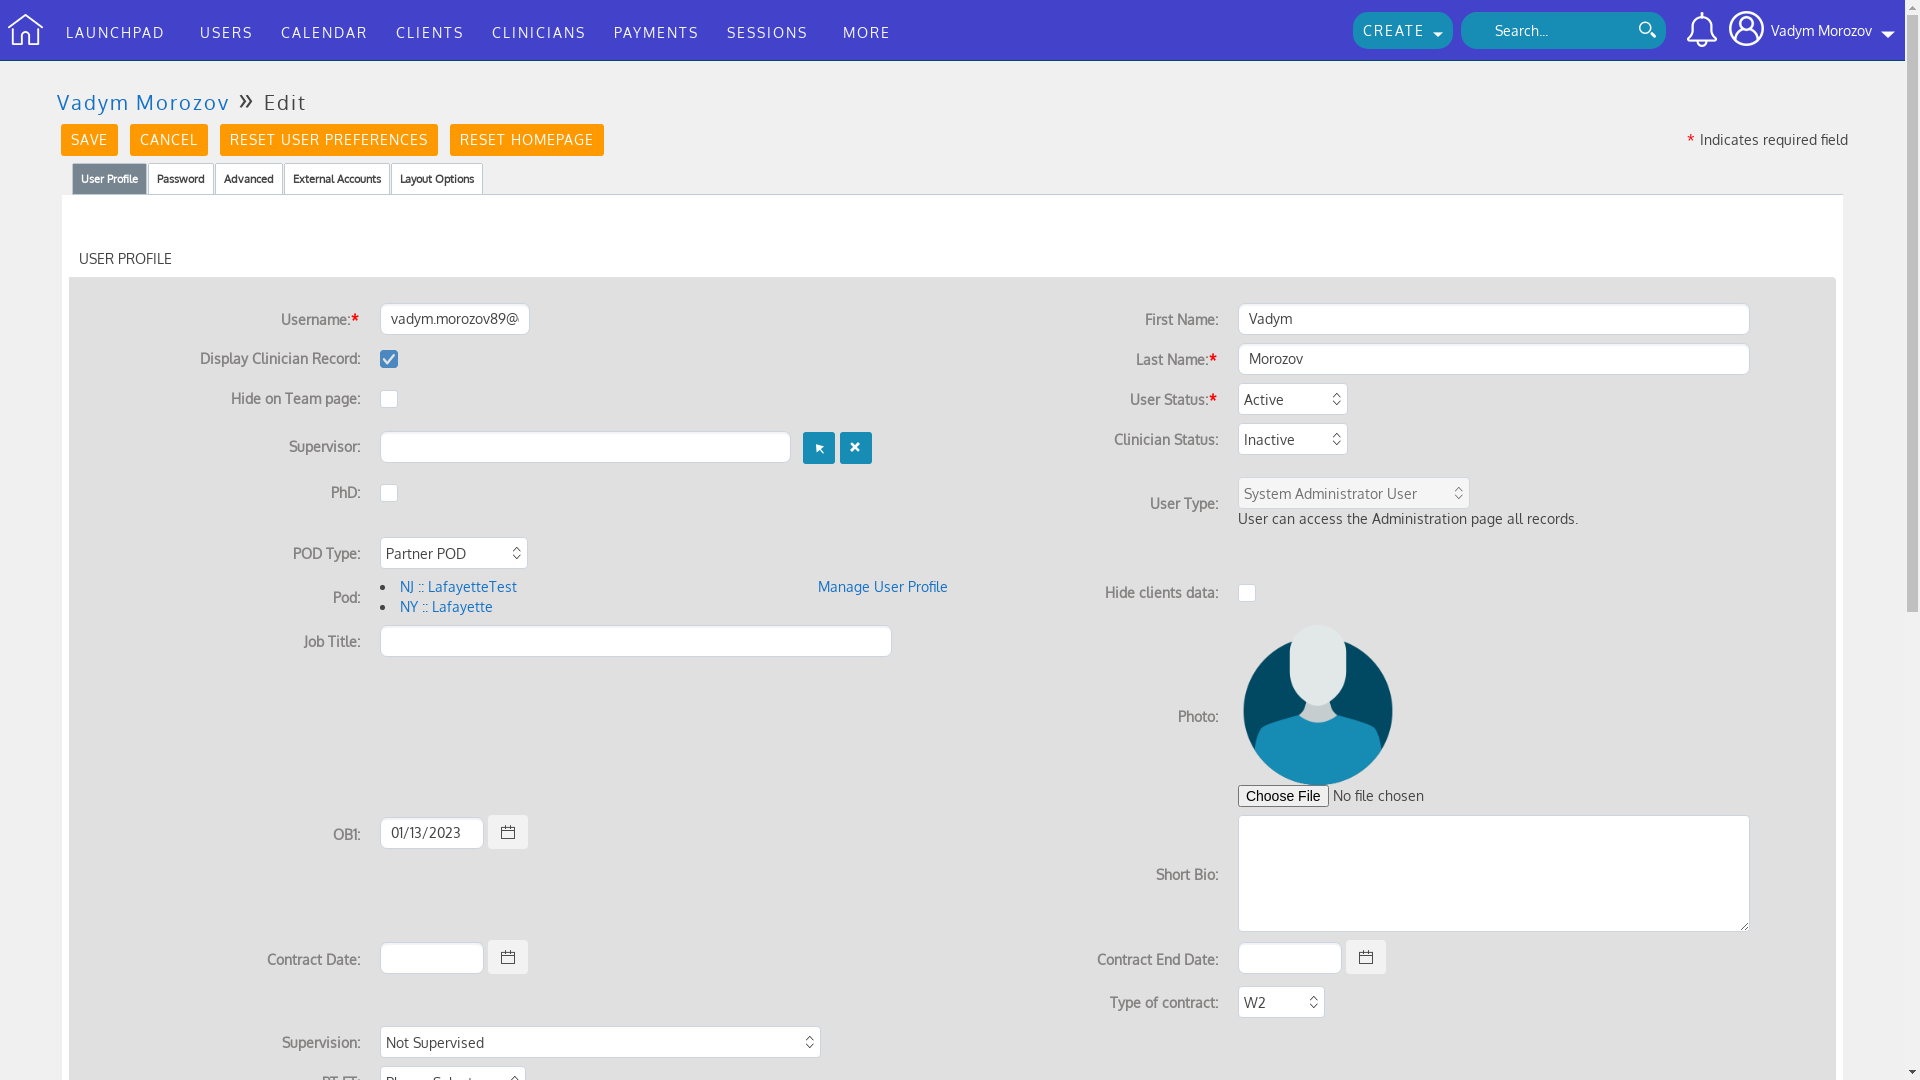 LAUNCHPAD USERS CALENDAR CLIENTS CLINICIANS PAYMENTS SESSIONS MORE CREATE Search... Vadym Morozov
Vadym Morozov » Edit
SAVE CANCEL RESET USER PREFERENCES RESET HOMEPAGE * Indicates required field
User Profile Password Advanced External Accounts Layout Options
USER PROFILE
Username:* vadym.morozov89@ First Name: Vadym
Display Clinician Record: Last Name:* Morozov
Hide on Team page: User Status:* Active
Supervisor: Clinician Status: Inactive
PhD: User Type: System Administrator User
User can access the Administration page all records.
POD Type: Partner POD
Pod: NJ :: LafayetteTest Manage User Profile Hide clients data:
NY :: Lafayette
Job Title:
Photo:
Choose File No file chosen
OB1: 01/13/2023
Short Bio:
Contract Date: Contract End Date:
Type of contract: W2
Supervision: Not Supervised